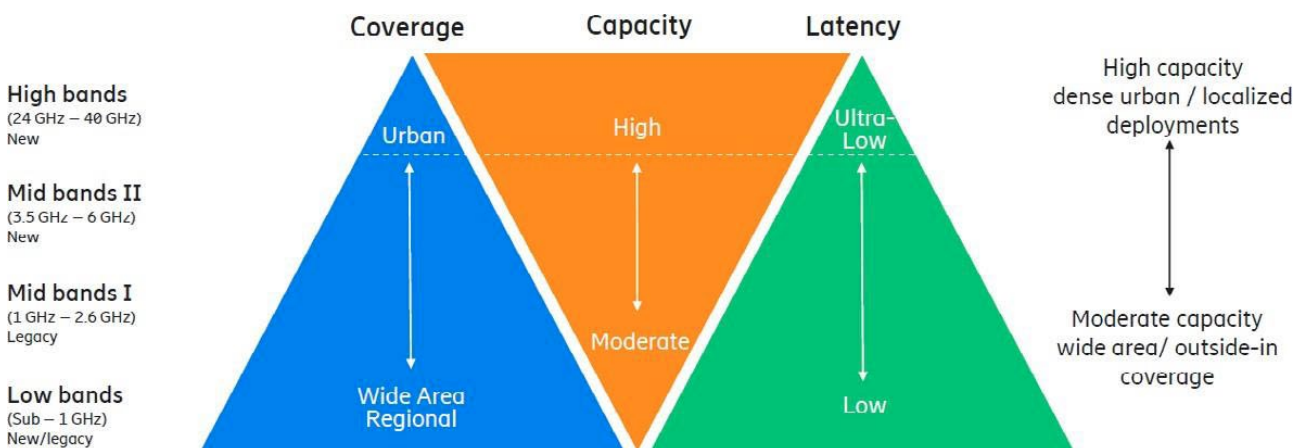 Coverage
Capacity
Latency
High bands
(24 GHz – 40 GHz)
New
Mid bands II
(3.5 GHz – 6 GHz)
New
Mid bands I
(1 GHz – 2.6 GHz)
Legacy
Low bands
(Sub – 1 GHz)
New/legacy
Urban
Wide Area
Regional
High
Moderate
Ultra-
Low
Low
High capacity
dense urban / localized
deployments
Moderate capacity
wide area/ outside-in
coverage